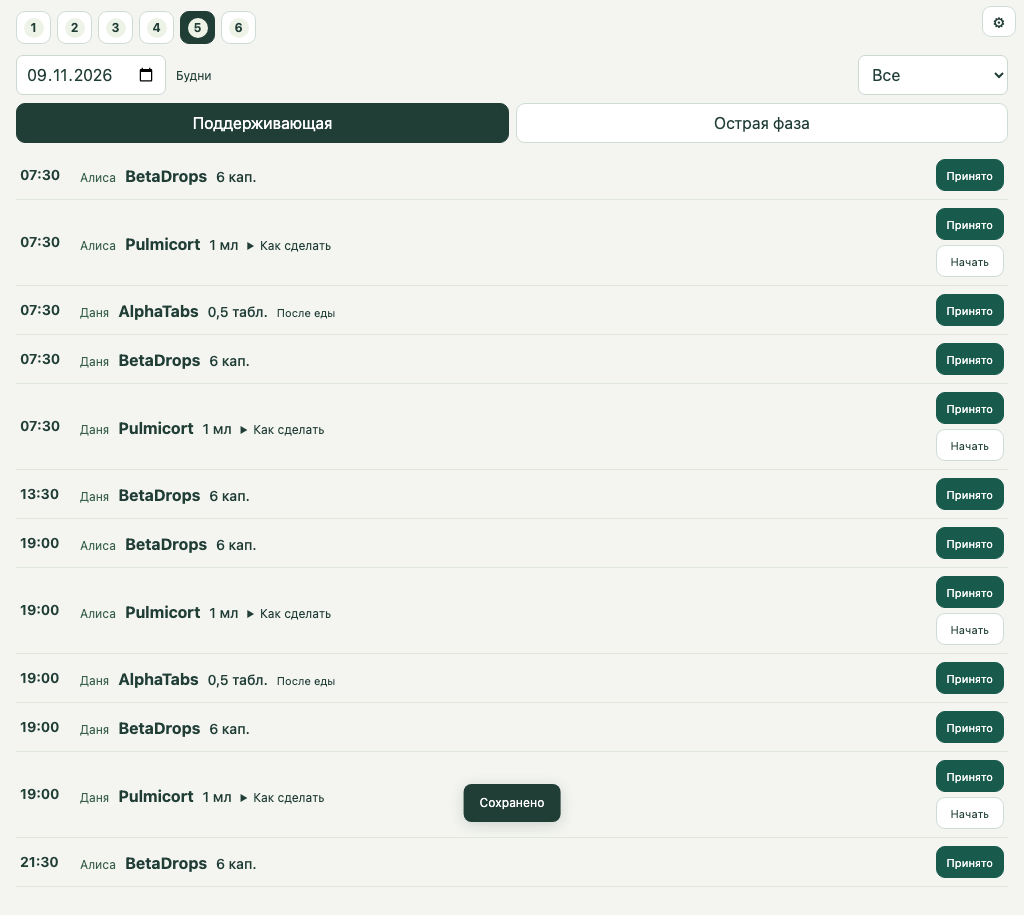 1 2 3 4 5 6
09.11.2026 Будни Все
Поддерживающая Острая фаза
07:30 Алиса BetaDrops 6 кап. Принято
07:30 Алиса Pulmicort 1 мл ▶ Как сделать Принято
Начать
07:30 Даня AlphaTabs 0,5 табл. После еды Принято
07:30 Даня BetaDrops 6 кап. Принято
07:30 Даня Pulmicort 1 мл ▶ Как сделать Принято
Начать
13:30 Даня BetaDrops 6 кап. Принято
19:00 Алиса BetaDrops 6 кап. Принято
19:00 Алиса Pulmicort 1 мл ▶ Как сделать Принято
Начать
19:00 Даня AlphaTabs 0,5 табл. После еды Принято
19:00 Даня BetaDrops 6 кап. Принято
19:00 Даня Pulmicort 1 мл ▶ Как сделать Принято
Сохранено
Начать
21:30 Алиса BetaDrops 6 кап. Принято